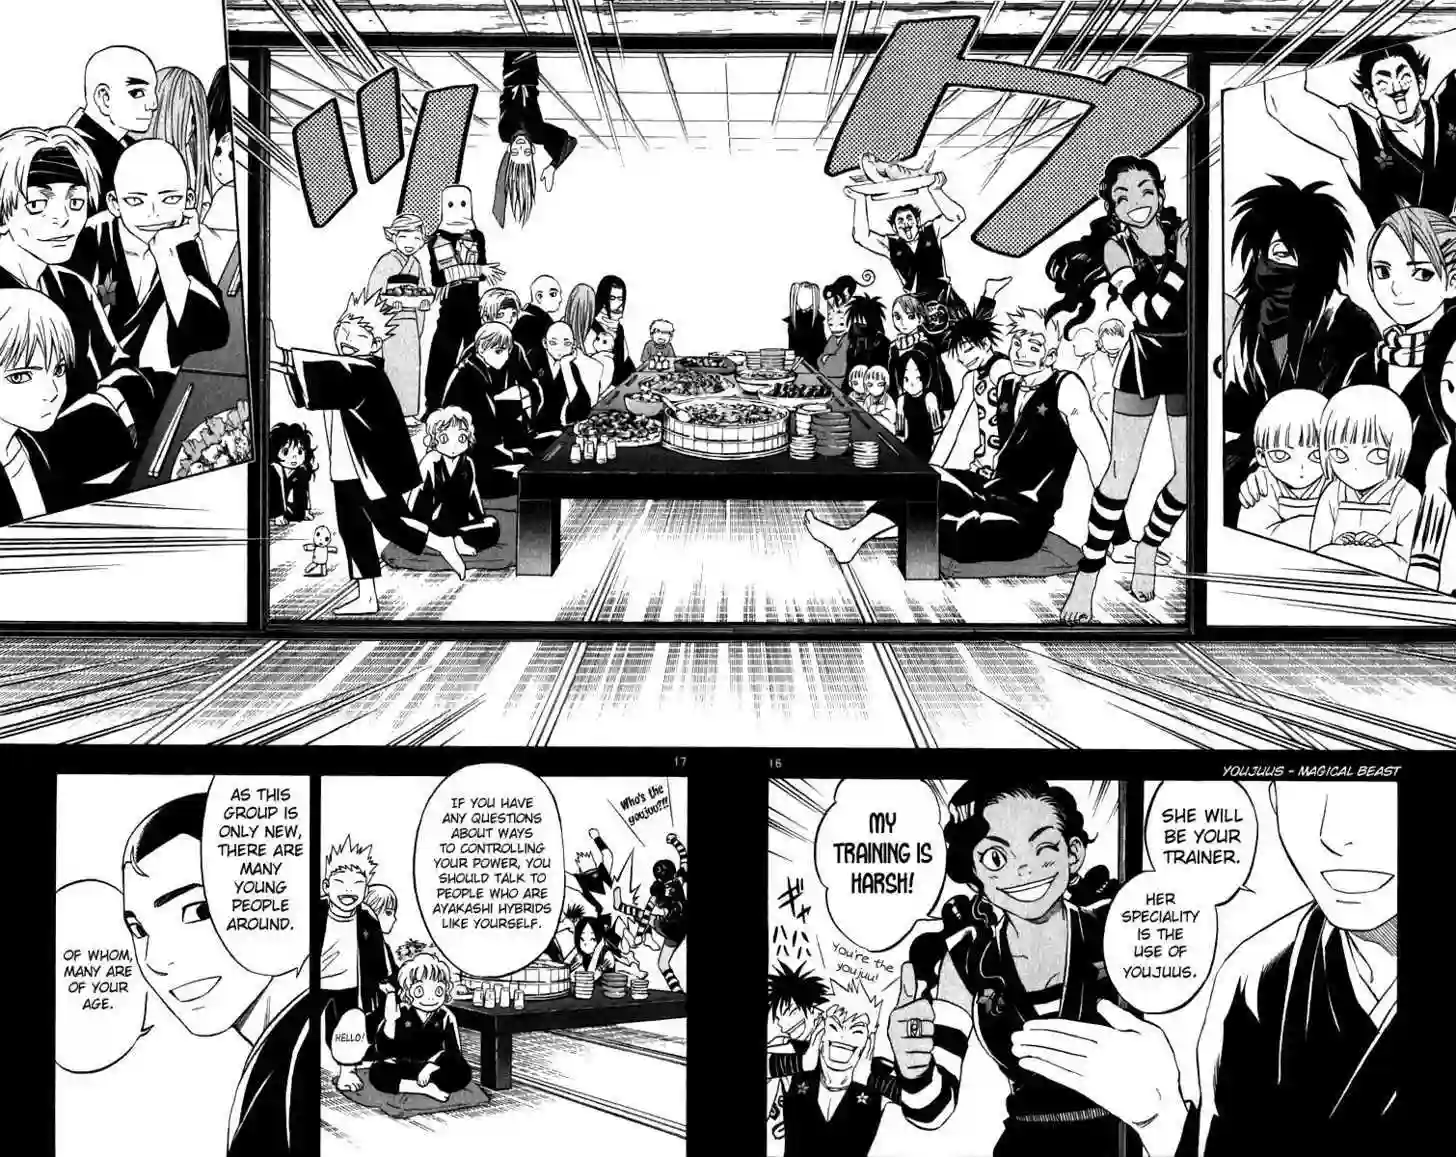 ドウッ
16
YOUJUUS - MAGICAL BEAST
SHE WILL
BE YOUR
TRAINER.
HER
SPECIALITY
IS THE
USE OF
YOUJUUS.
MY
TRAINING IS
HARSH!
You're the
youjuu!
17
Who's the
youjuu?!!
IF YOU HAVE
ANY QUESTIONS
ABOUT WAYS
TO CONTROLLING
YOUR POWER, YOU
SHOULD TALK TO
PEOPLE WHO ARE
AYAKASHI HYBRIDS
LIKE YOURSELF.
HELLO!
AS THIS
GROUP IS
ONLY NEW,
THERE ARE
MANY
YOUNG
PEOPLE
AROUND.
OF WHOM,
MANY ARE
OF YOUR
AGE.